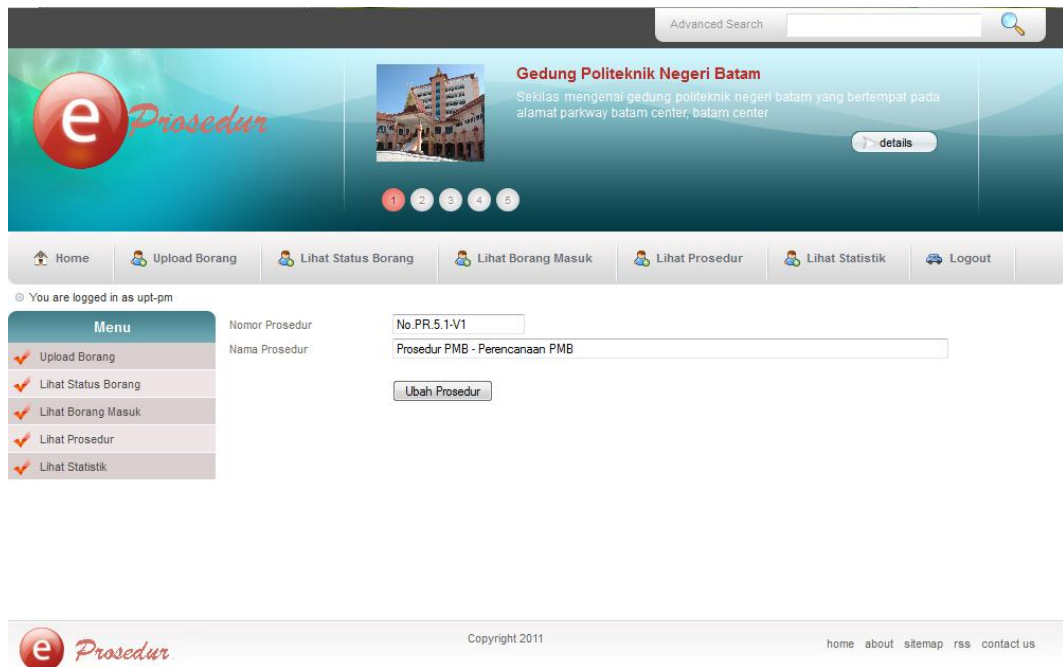 Advanced Search
e Prosedur
Gedung Politeknik Negeri Batam
Sekilas mengenai gedung politeknik negeri batam yang bertempat pada
alamat parkway batam center, batam center
details
1 2 3 4 5
Home Upload Borang Lihat Status Borang Lihat Borang Masuk Lihat Prosedur Lihat Statistik Logout
You are logged in as upt-pm
Menu
Upload Borang
Lihat Status Borang
Lihat Borang Masuk
Lihat Prosedur
Lihat Statistik
Nomor Prosedur No.PR.5.1-V1
Nama Prosedur Prosedur PMB - Perencanaan PMB
Ubah Prosedur
e Prosedur
Copyright 2011
home about sitemap rss contact us